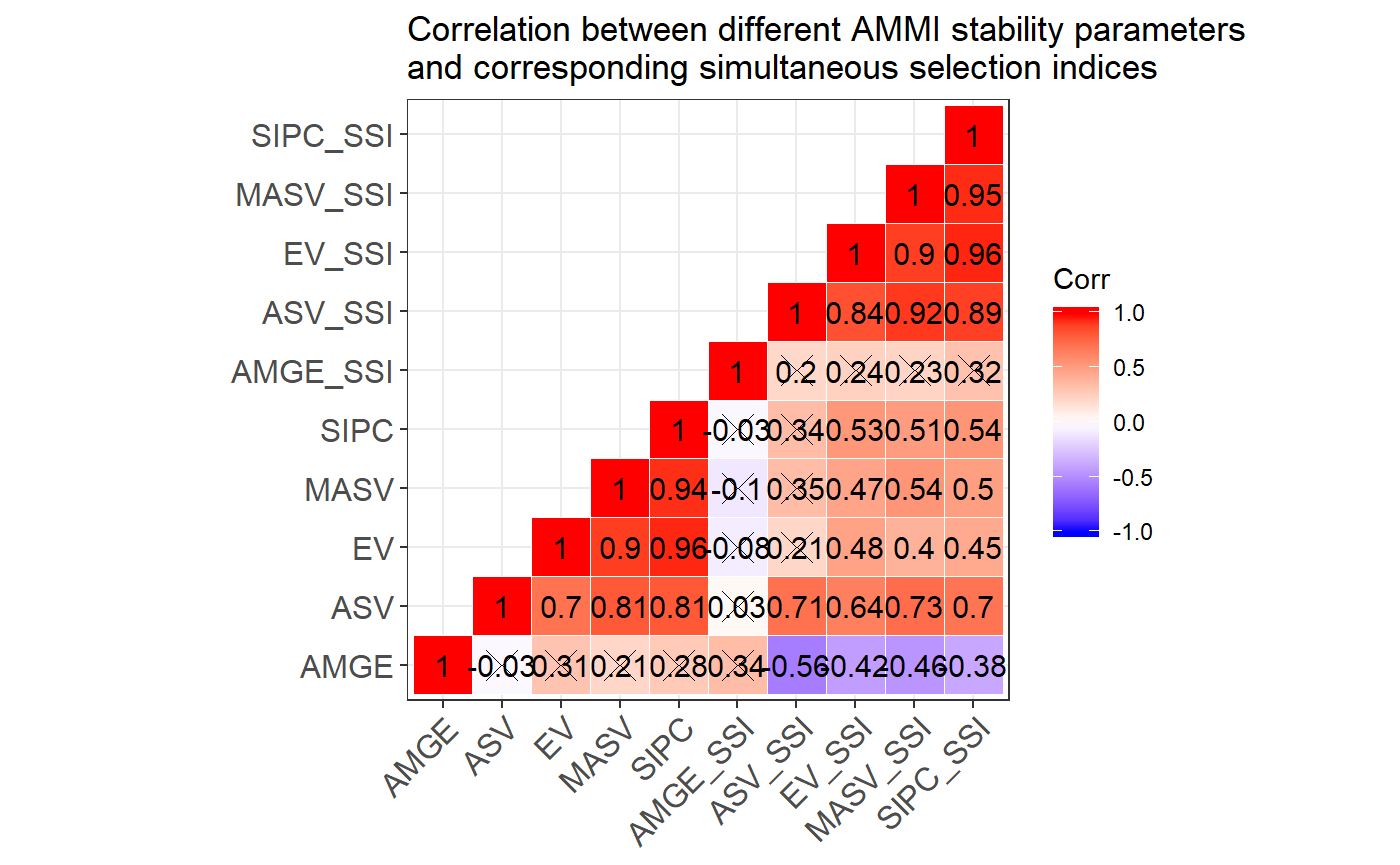 Correlation between different AMMI stability parameters
and corresponding simultaneous selection indices
SIPC_SSI 1
MASV_SSI 1 0.95
EV_SSI 1 0.9 0.96
ASV_SSI 1 0.84 0.92 0.89
AMGE_SSI 1 0.2 0.24 0.23 0.32
SIPC 1 -0.03 0.34 0.53 0.51 0.54
MASV 1 0.94 -0.1 0.35 0.47 0.54 0.5
EV 1 0.9 0.96 -0.08 0.21 0.48 0.4 0.45
ASV 1 0.7 0.81 0.81 0.03 0.71 0.64 0.73 0.7
AMGE 1 -0.03 0.31 0.21 0.28 0.34 -0.56 -0.42 -0.46 -0.38
AMGE ASV EV MASV SIPC AMGE_SSI ASV_SSI EV_SSI MASV_SSI SIPC_SSI
Corr
1.0
0.5
0.0
-0.5
-1.0